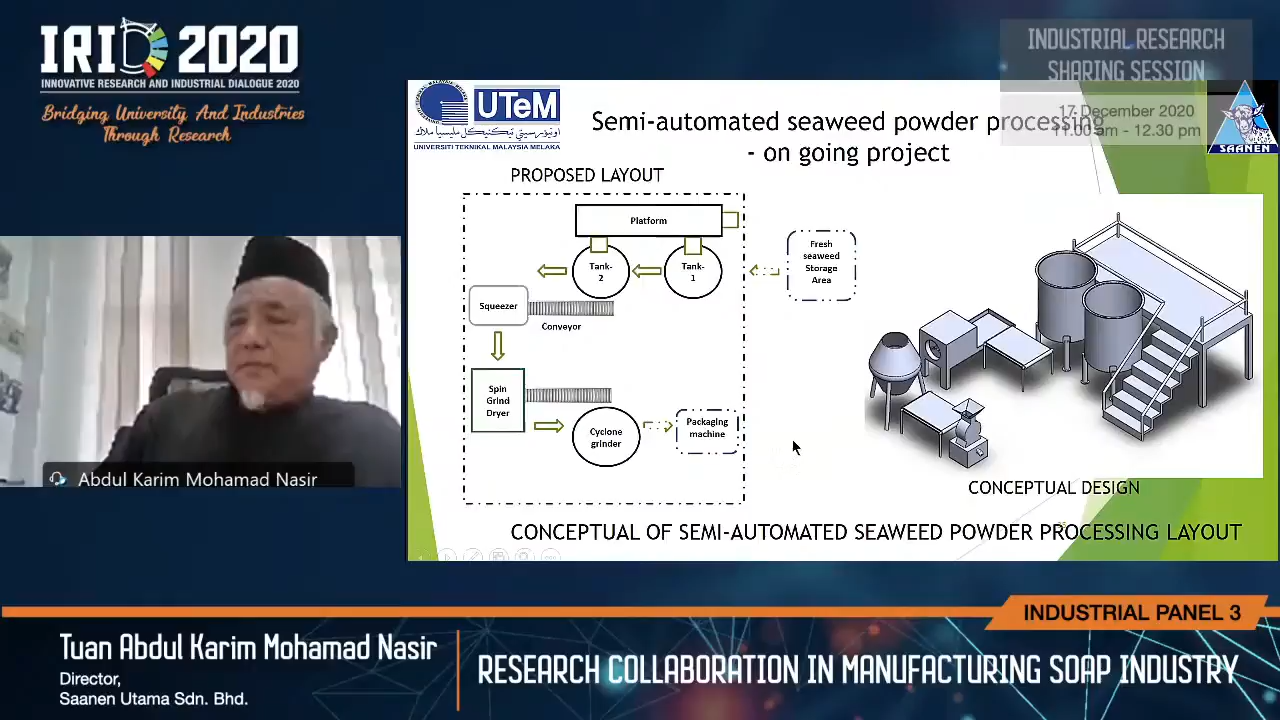 IRID 2020
INNOVATIVE RESEARCH AND INDUSTRIAL DIALOGUE 2020
Bridging University, And Industries
Through Research
INDUSTRIAL RESEARCH
SHARING SESSION
17 December 2020
11.00 am - 12.30 pm
UTeM
اونيۏرسيتي تيكنيكل مليسيا ملاك
UNIVERSITI TEKNIKAL MALAYSIA MELAKA
SAANEN
Semi-automated seaweed powder processing
- on going project
PROPOSED LAYOUT
Platform
Tank-
2
Tank-
1
Fresh
seaweed
Storage
Area
Squeezer
Conveyor
Spin
Grind
Dryer
Cyclone
grinder
Packaging
machine
CONCEPTUAL DESIGN
CONCEPTUAL OF SEMI-AUTOMATED SEAWEED POWDER PROCESSING LAYOUT
Abdul Karim Mohamad Nasir
INDUSTRIAL PANEL 3
Tuan Abdul Karim Mohamad Nasir
Director,
Saanen Utama Sdn. Bhd.
RESEARCH COLLABORATION IN MANUFACTURING SOAP INDUSTRY